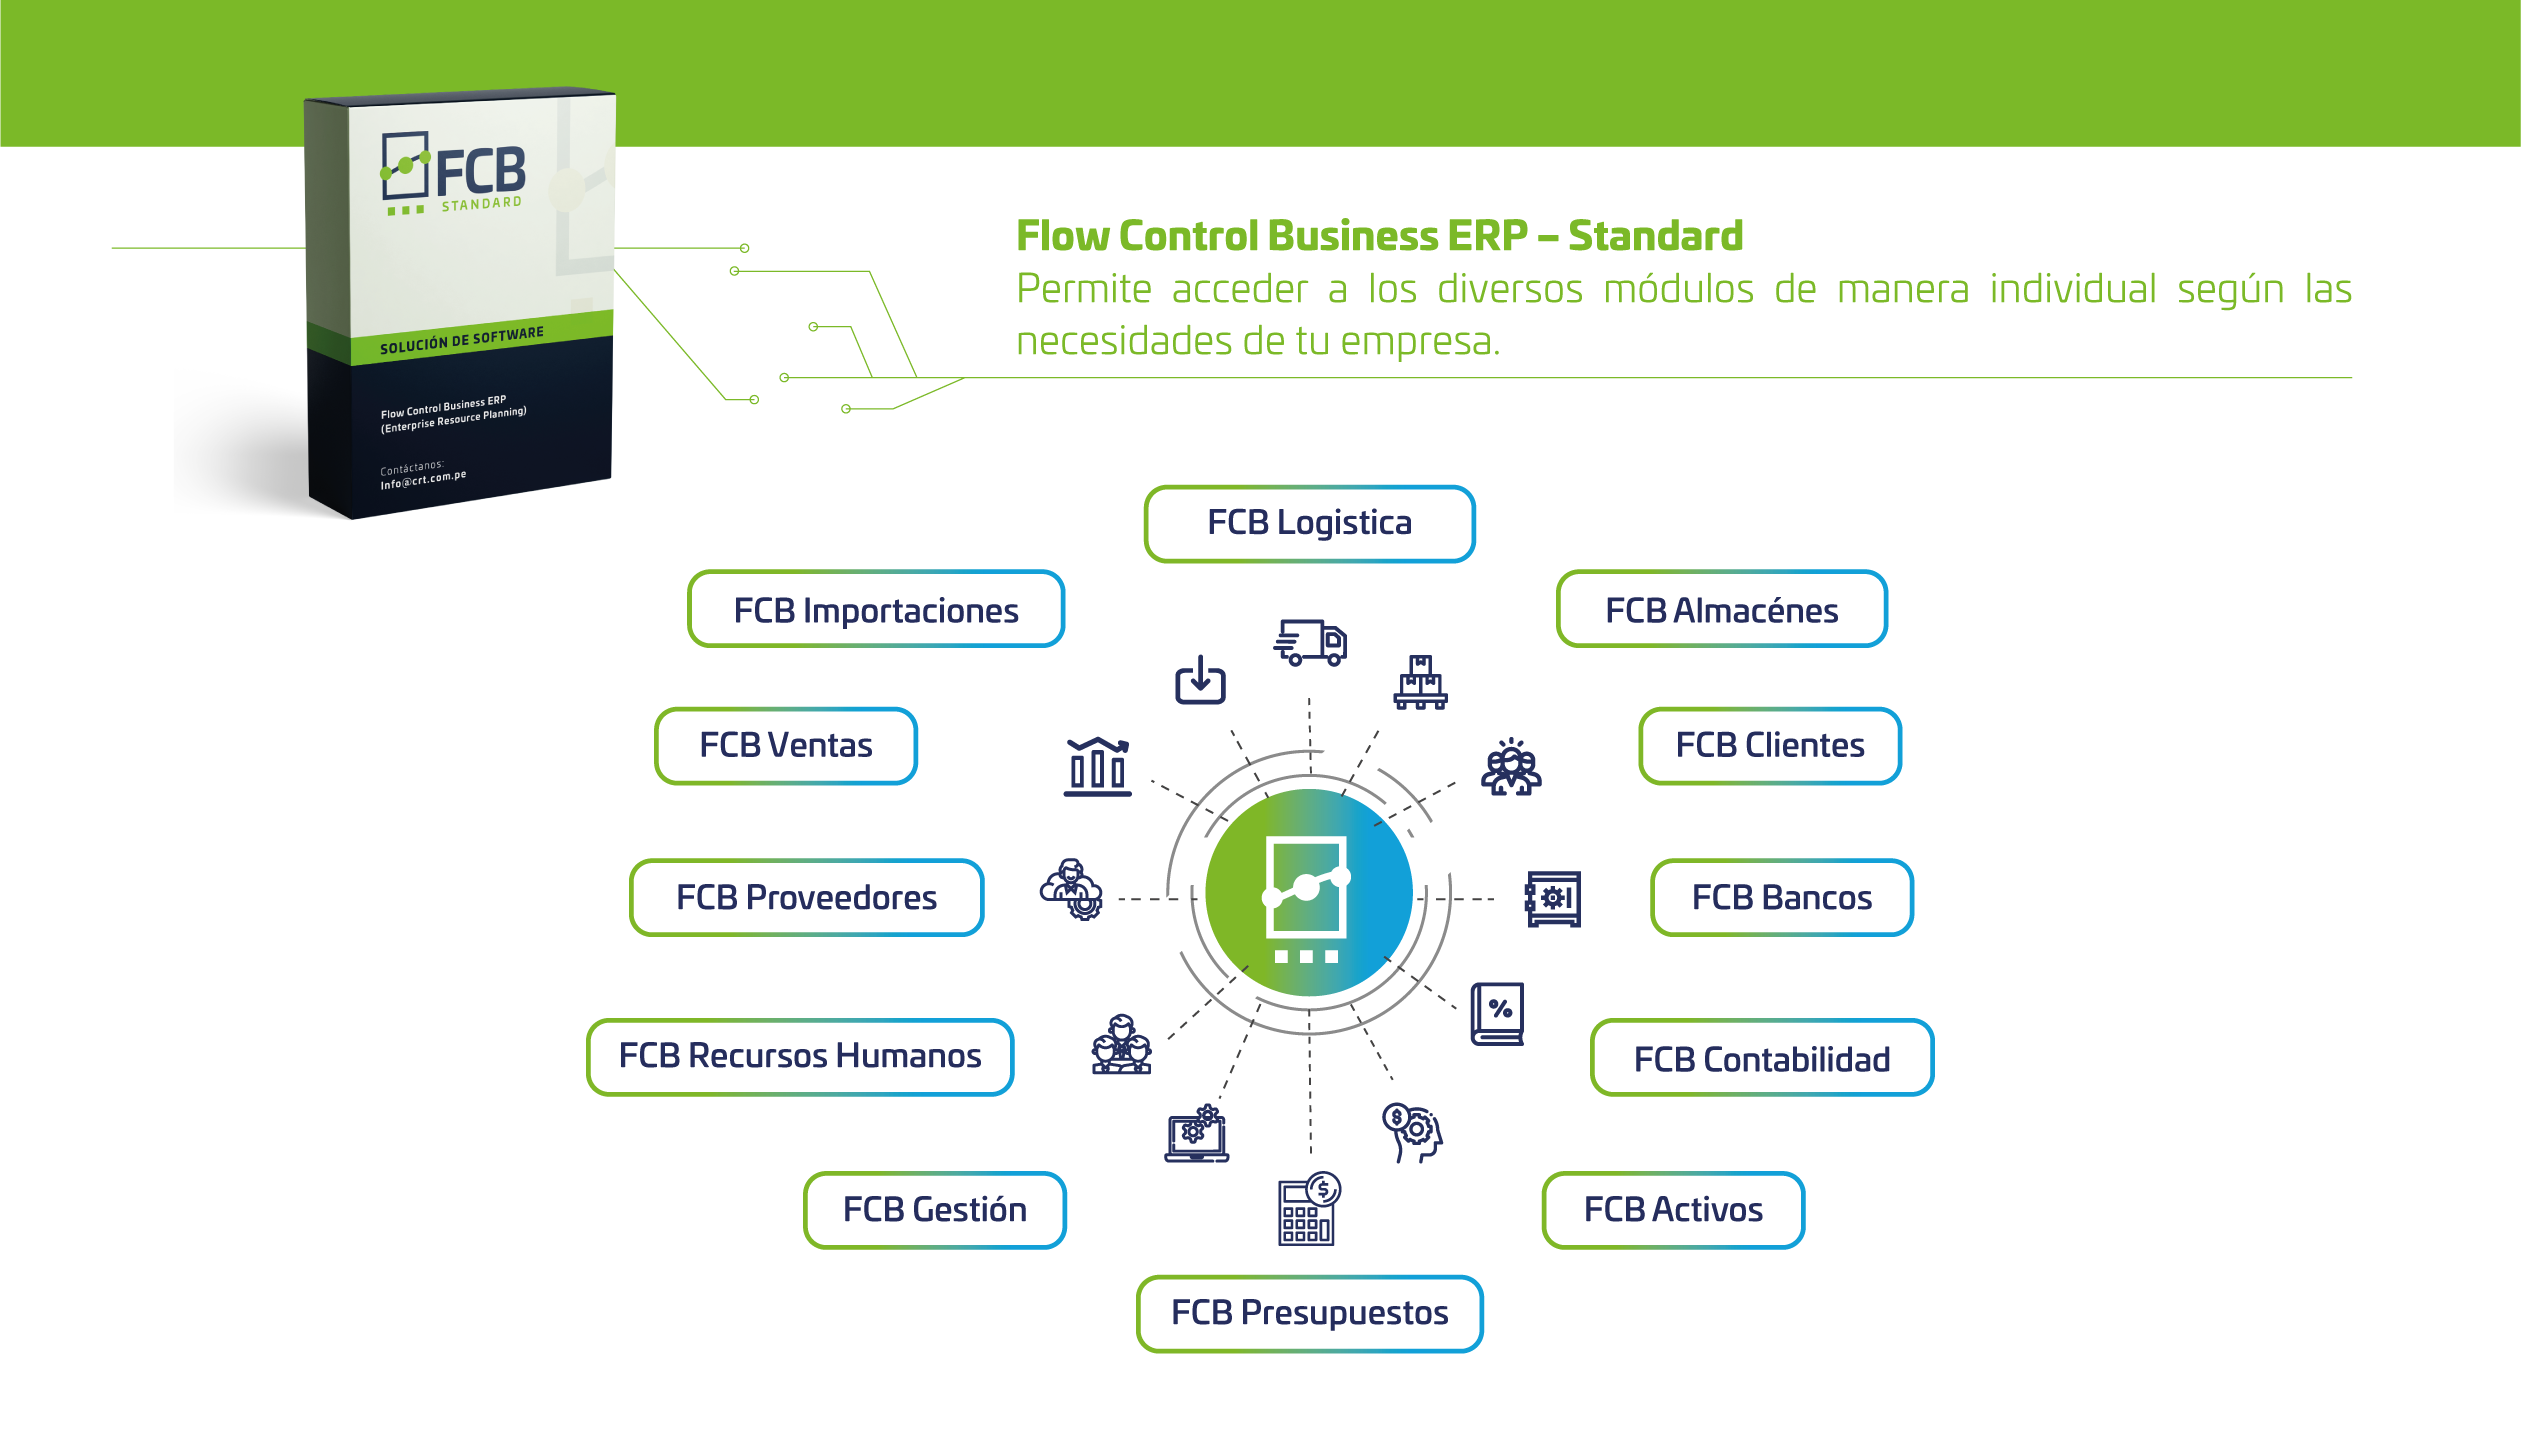 FCB
STANDARD
SOLUCIÓN DE SOFTWARE
Flow Control Business ERP
(Enterprise Resource Planning)
Contáctanos:
Info@crt.com.pe
Flow Control Business ERP – Standard
Permite acceder a los diversos módulos de manera individual según las
necesidades de tu empresa.
FCB Logistica
FCB Importaciones
FCB Almacénes
FCB Ventas
FCB Clientes
FCB Proveedores
FCB Bancos
FCB Recursos Humanos
FCB Contabilidad
FCB Gestión
FCB Activos
FCB Presupuestos